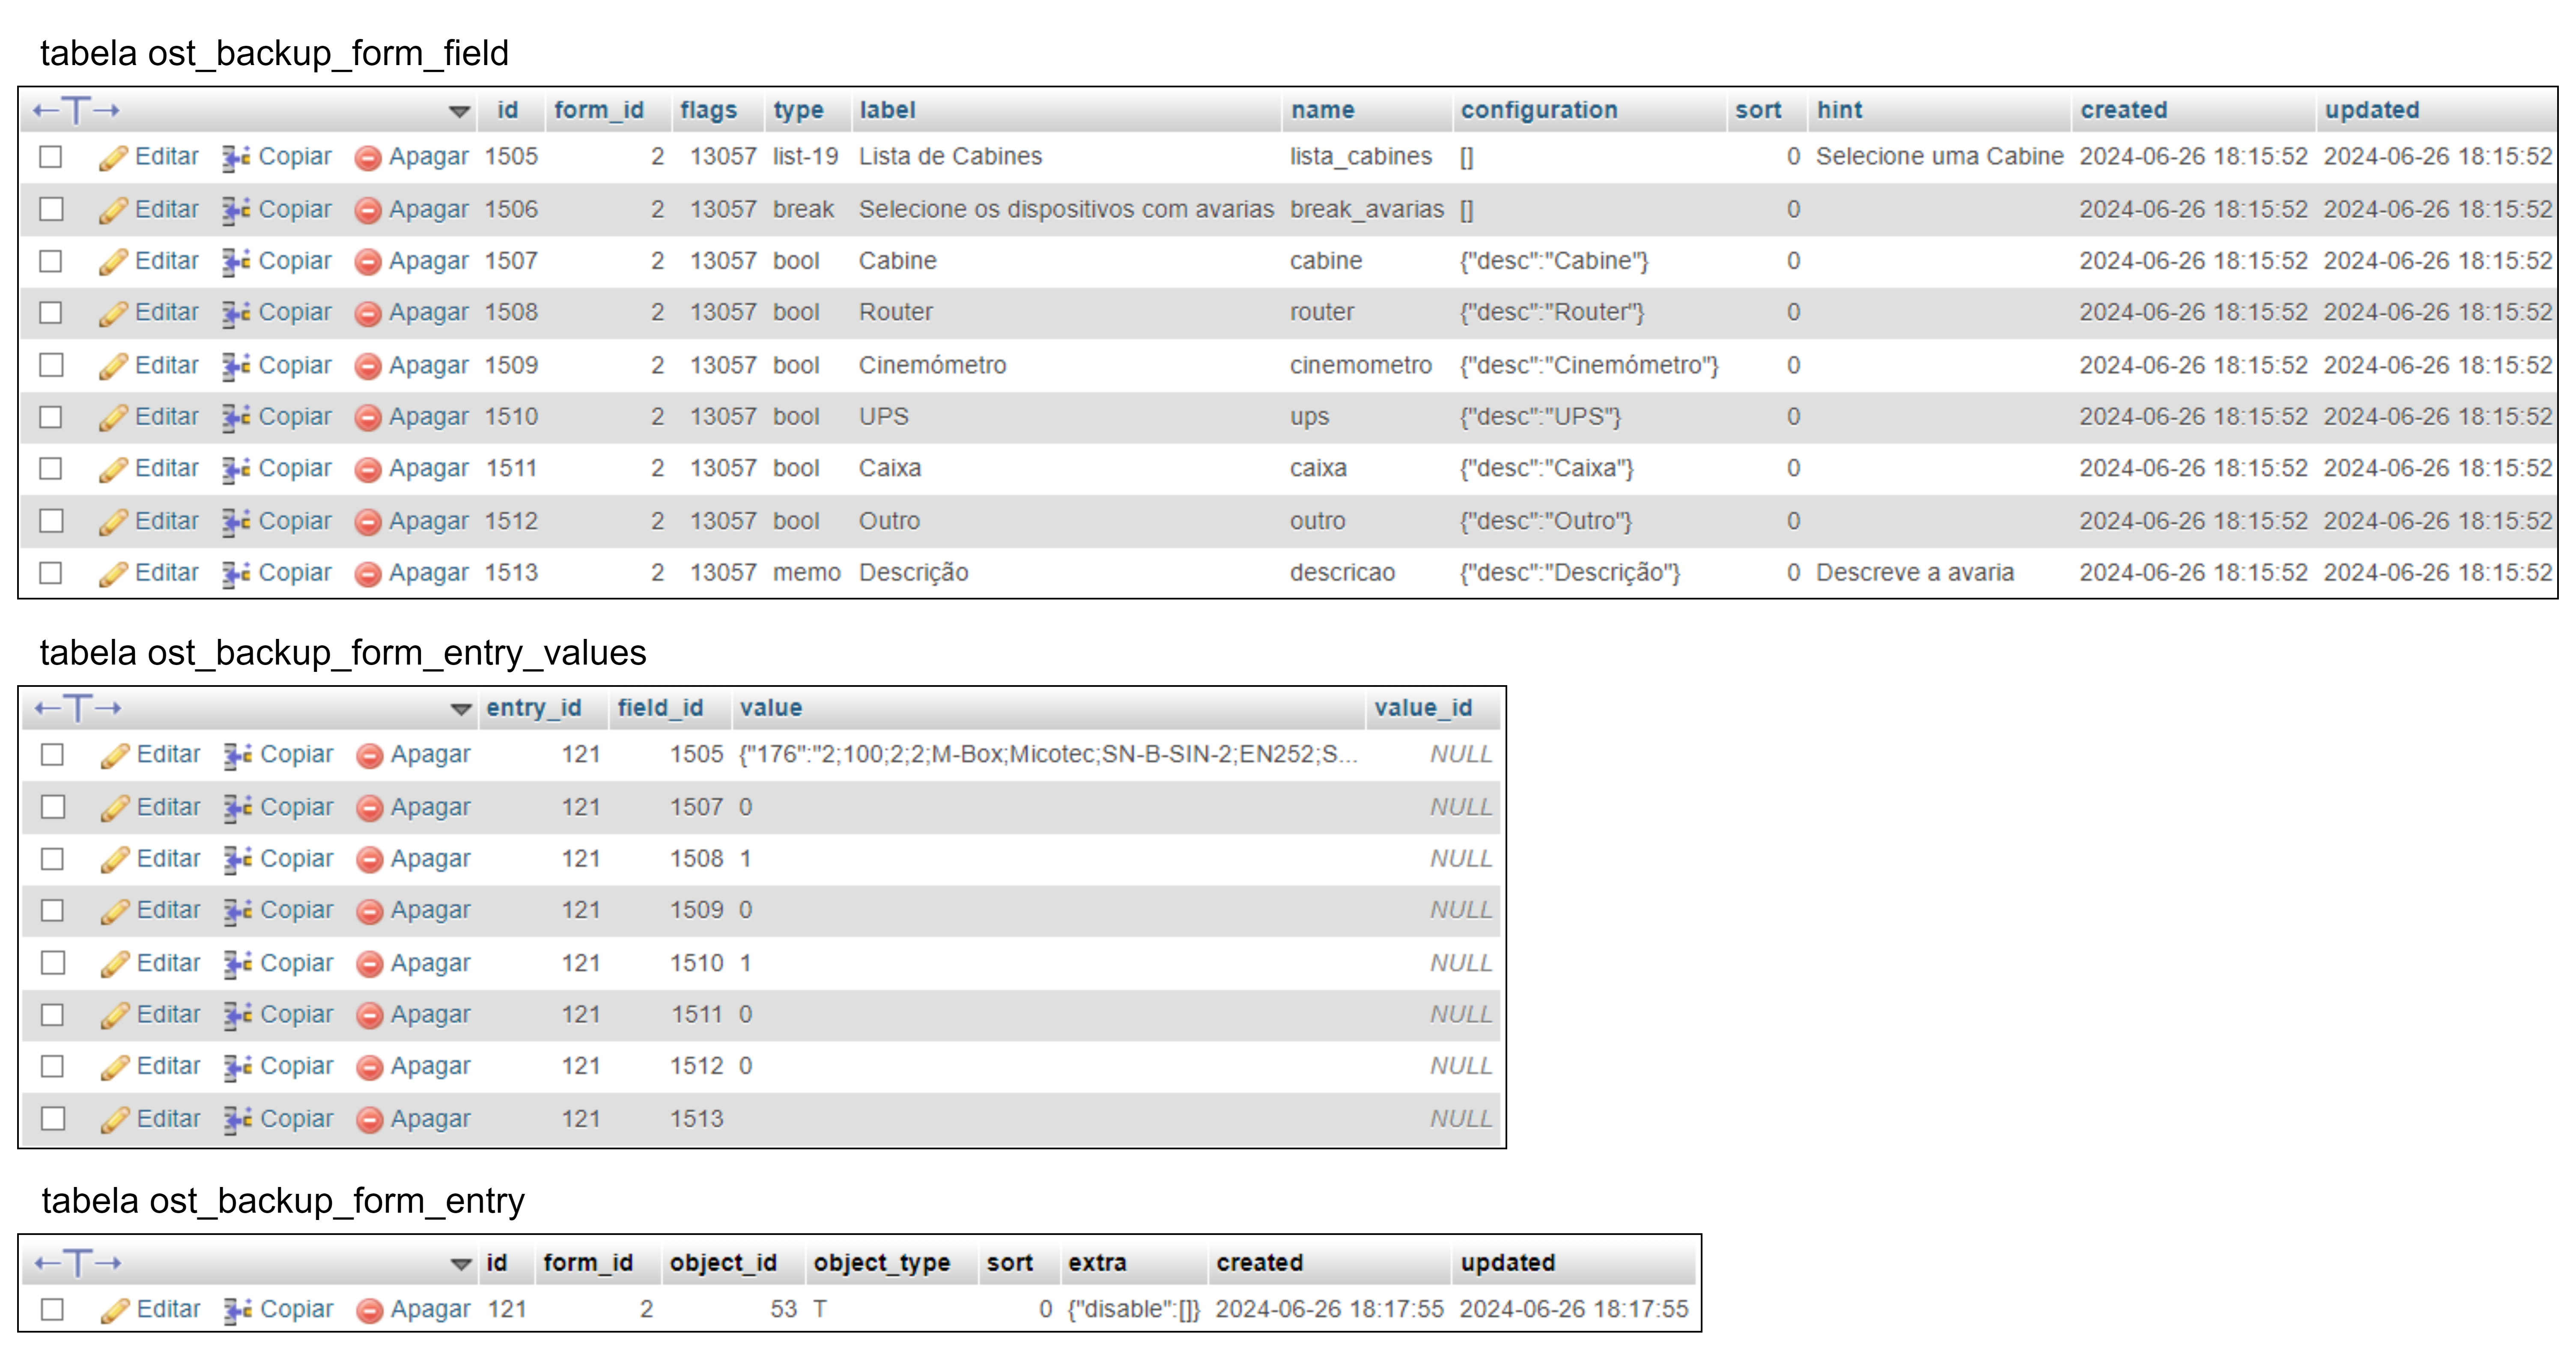 tabela ost_backup_form_field
←T→ id form_id flags type label name configuration sort hint created updated
Editar Copiar Apagar 1505 2 13057 list-19 Lista de Cabines lista_cabines [] 0 Selecione uma Cabine 2024-06-26 18:15:52 2024-06-26 18:15:52
Editar Copiar Apagar 1506 2 13057 break Selecione os dispositivos com avarias break_avarias [] 0 2024-06-26 18:15:52 2024-06-26 18:15:52
Editar Copiar Apagar 1507 2 13057 bool Cabine cabine {"desc":"Cabine"} 0 2024-06-26 18:15:52 2024-06-26 18:15:52
Editar Copiar Apagar 1508 2 13057 bool Router router {"desc":"Router"} 0 2024-06-26 18:15:52 2024-06-26 18:15:52
Editar Copiar Apagar 1509 2 13057 bool Cinemómetro cinemometro {"desc":"Cinemómetro"} 0 2024-06-26 18:15:52 2024-06-26 18:15:52
Editar Copiar Apagar 1510 2 13057 bool UPS ups {"desc":"UPS"} 0 2024-06-26 18:15:52 2024-06-26 18:15:52
Editar Copiar Apagar 1511 2 13057 bool Caixa caixa {"desc":"Caixa"} 0 2024-06-26 18:15:52 2024-06-26 18:15:52
Editar Copiar Apagar 1512 2 13057 bool Outro outro {"desc":"Outro"} 0 2024-06-26 18:15:52 2024-06-26 18:15:52
Editar Copiar Apagar 1513 2 13057 memo Descrição descricao {"desc":"Descrição"} 0 Descreve a avaria 2024-06-26 18:15:52 2024-06-26 18:15:52
tabela ost_backup_form_entry_values
←T→ entry_id field_id value value_id
Editar Copiar Apagar 121 1505 {"176":"2;100;2;2;M-Box;Micotec;SN-B-SIN-2;EN252;S... NULL
Editar Copiar Apagar 121 1507 0 NULL
Editar Copiar Apagar 121 1508 1 NULL
Editar Copiar Apagar 121 1509 0 NULL
Editar Copiar Apagar 121 1510 1 NULL
Editar Copiar Apagar 121 1511 0 NULL
Editar Copiar Apagar 121 1512 0 NULL
Editar Copiar Apagar 121 1513 NULL
tabela ost_backup_form_entry
←T→ id form_id object_id object_type sort extra created updated
Editar Copiar Apagar 121 2 53 T 0 {"disable":[]} 2024-06-26 18:17:55 2024-06-26 18:17:55